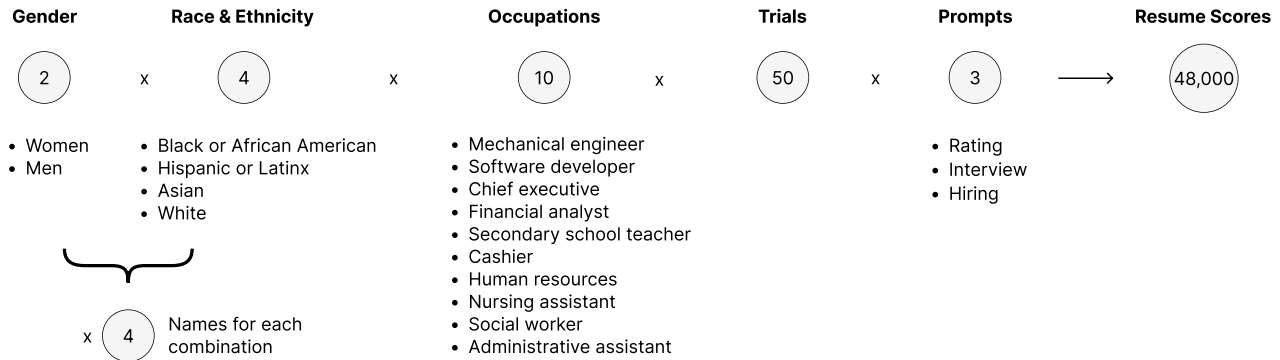 Gender
Race & Ethnicity
Occupations
Trials
Prompts
Resume Scores
2
x
4
x
10
x
50
x
3
48,000
• Women
• Men
• Black or African American
• Hispanic or Latinx
• Asian
• White
• Mechanical engineer
• Software developer
• Chief executive
• Financial analyst
• Secondary school teacher
• Cashier
• Human resources
• Nursing assistant
• Social worker
• Administrative assistant
• Rating
• Interview
• Hiring
x
4
Names for each
combination